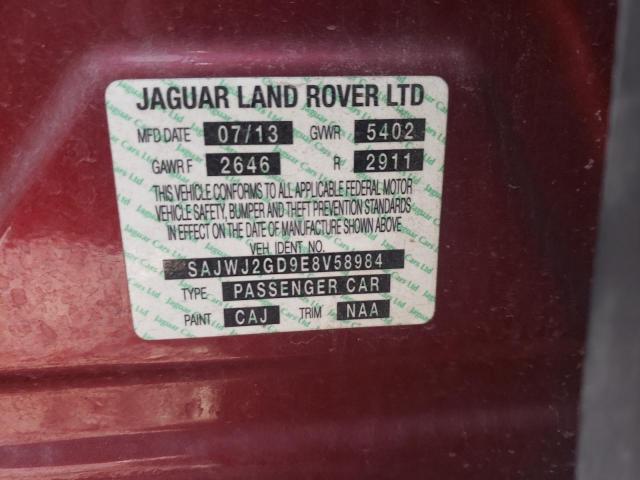 JAGUAR LAND ROVER LTD
MFD DATE 07/13 GVWR 5402
GAWR F 2646 R 2911
THIS VEHICLE CONFORMS TO ALL APPLICABLE FEDERAL MOTOR
VEHICLE SAFETY, BUMPER AND THEFT PREVENTION STANDARDS
IN EFFECT ON THE DATE OF MANUFACTURE SHOWN ABOVE.
VEH. IDENT NO.
SAJWJ2GD9E8V58984
TYPE PASSENGER CAR
PAINT CAJ TRIM NAA